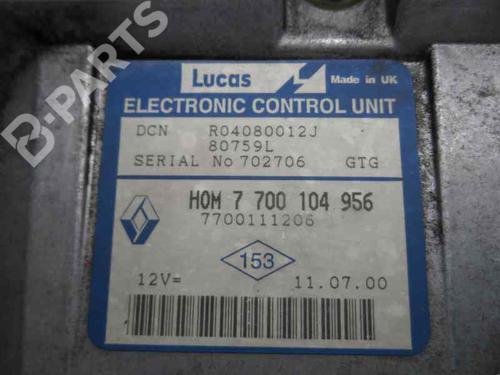 B-PARTS
Lucas
Made in UK
ELECTRONIC CONTROL UNIT
DCN R04080012J
80759L
SERIAL No 702706 GTG
HOM 7 700 104 956
7700111206
153
12V= 11.07.00